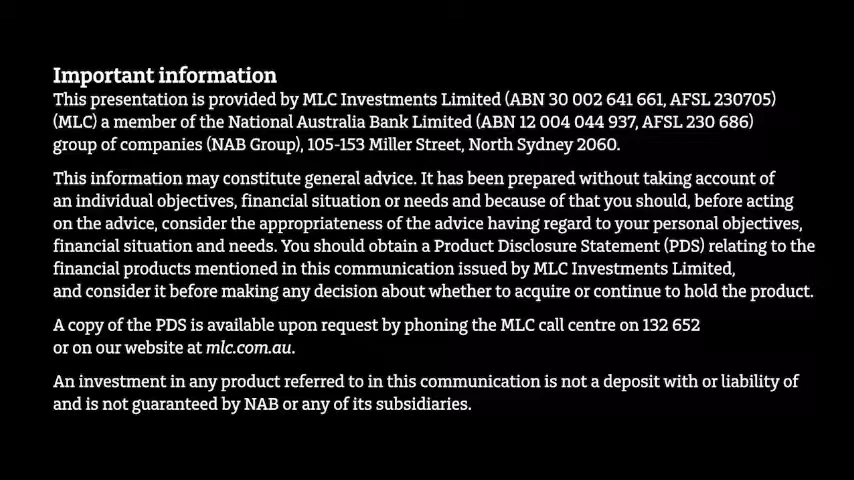 Important information
This presentation is provided by MLC Investments Limited (ABN 30 002 641 661, AFSL 230705)
(MLC) a member of the National Australia Bank Limited (ABN 12 004 044 937, AFSL 230 686)
group of companies (NAB Group), 105-153 Miller Street, North Sydney 2060.
This information may constitute general advice. It has been prepared without taking account of
an individual objectives, financial situation or needs and because of that you should, before acting
on the advice, consider the appropriateness of the advice having regard to your personal objectives,
financial situation and needs. You should obtain a Product Disclosure Statement (PDS) relating to the
financial products mentioned in this communication issued by MLC Investments Limited,
and consider it before making any decision about whether to acquire or continue to hold the product.
A copy of the PDS is available upon request by phoning the MLC call centre on 132 652
or on our website at mlc.com.au.
An investment in any product referred to in this communication is not a deposit with or liability of
and is not guaranteed by NAB or any of its subsidiaries.